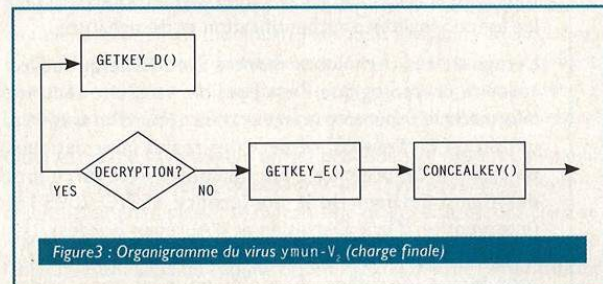 GETKEY_D()
DECRYPTION?
YES
NO
GETKEY_E()
CONCEALKEY()
Figure3 : Organigramme du virus ymun-V₂ (charge finale)